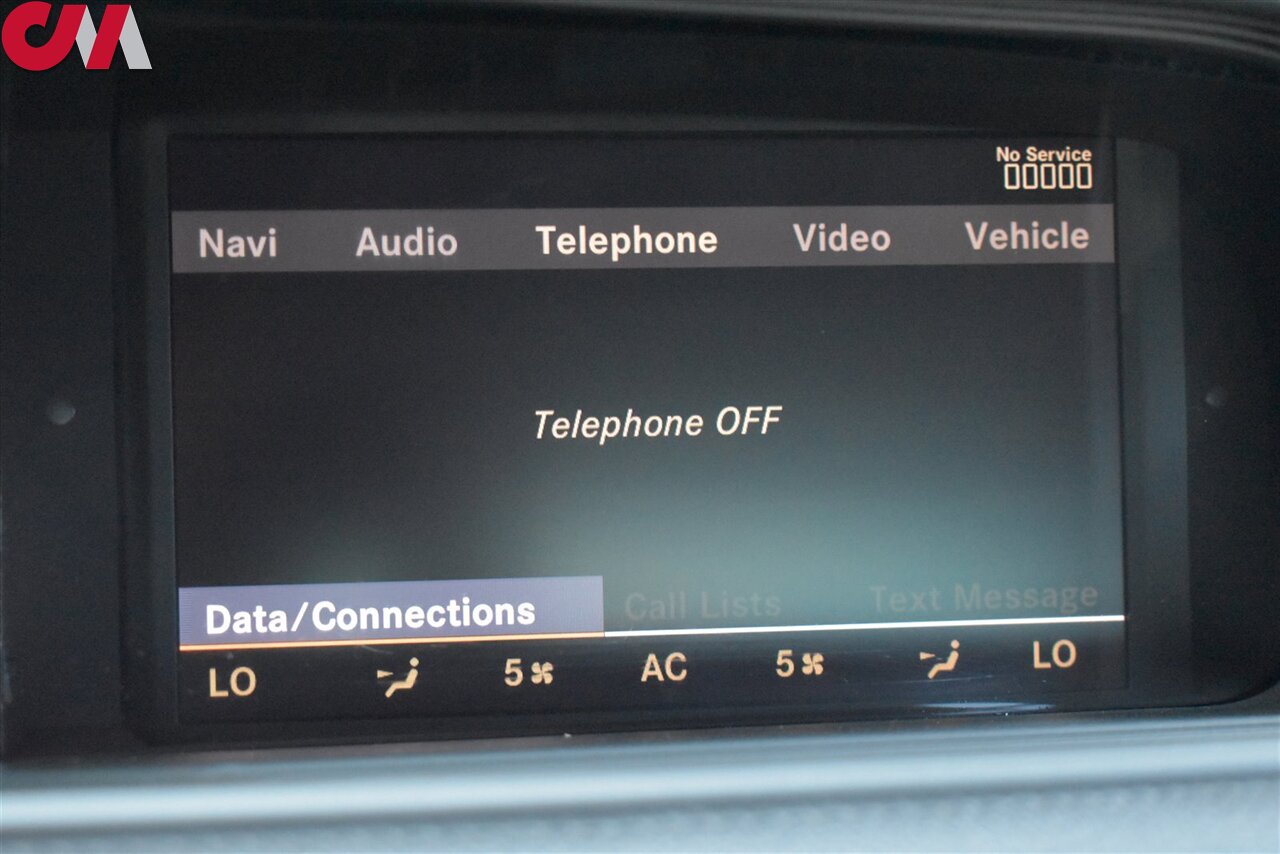 CM
No Service
Navi Audio Telephone Video Vehicle
Telephone OFF
Data/Connections Call Lists Text Message
LO 5 AC 5 LO